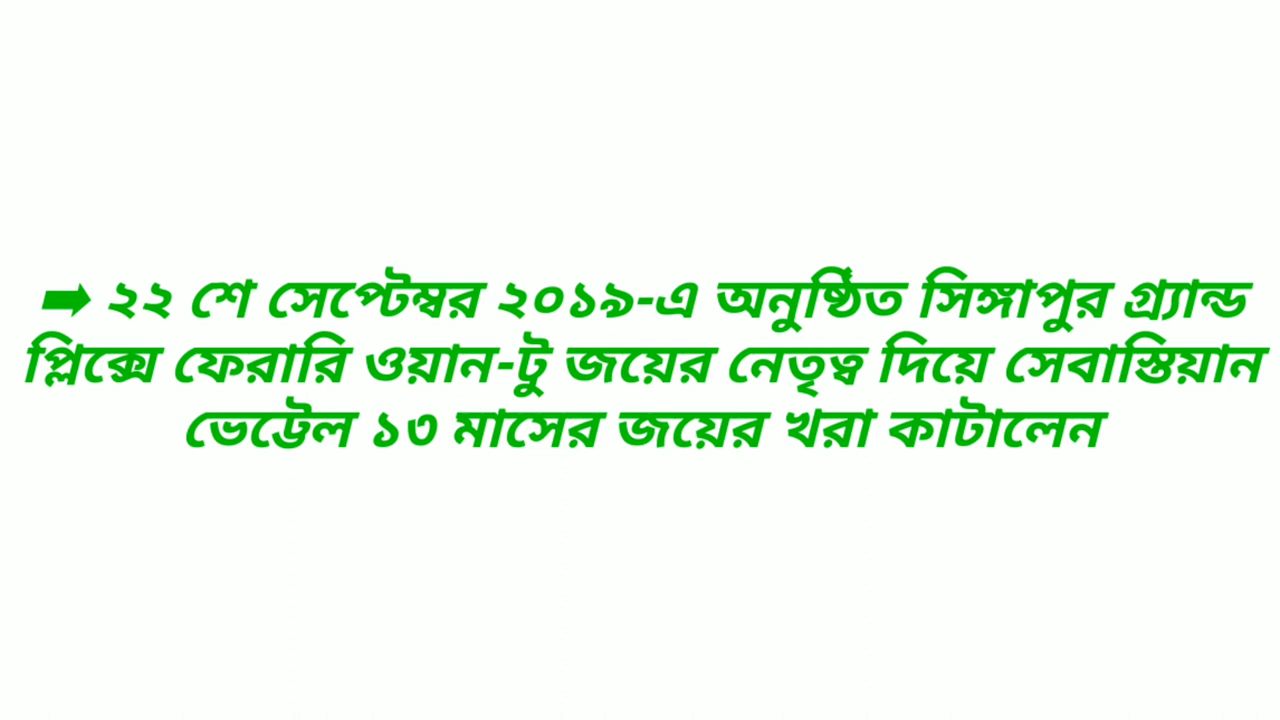 ➡ ২২ শে সেপ্টেম্বর ২০১৯-এ অনুষ্ঠিত সিঙ্গাপুর গ্র্যান্ড
প্লিক্সে ফেরারি ওয়ান-টু জয়ের নেতৃত্ব দিয়ে সেবাস্তিয়ান
ভেট্টেল ১৩ মাসের জয়ের খরা কাটালেন